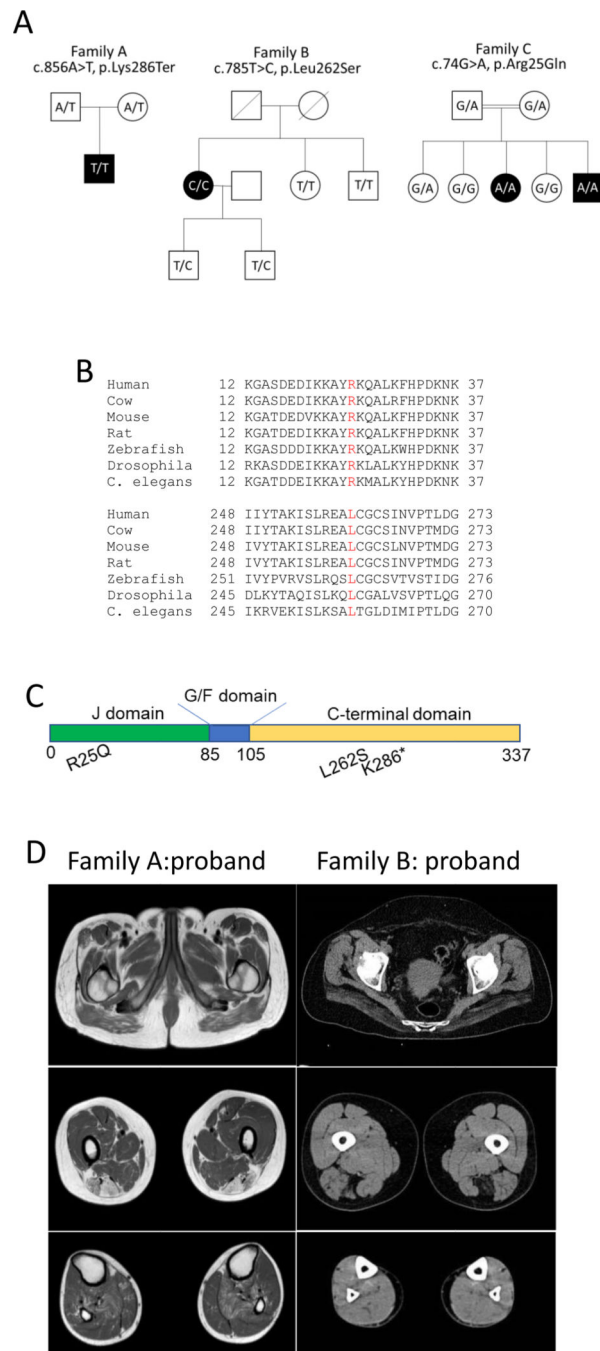 A
Family A
c.856A>T, p.Lys286Ter
A/T A/T
T/T
Family B
c.785T>C, p.Leu262Ser
C/C T/T T/T
T/C T/C
Family C
c.74G>A, p.Arg25Gln
G/A G/A
G/A G/G A/A G/G A/A
B
Human 12 KGASDEDIKKAYRKQALKFHPDKNK 37
Cow 12 KGASDEDIKKAYRKQALRFHPDKNK 37
Mouse 12 KGATDEDVKKAYRKQALKFHPDKNK 37
Rat 12 KGATDEDIKKAYRKQALKFHPDKNK 37
Zebrafish 12 KGASDDDIKKAYRKQALKWHPDKNK 37
Drosophila 12 RKASDDEIKKAYRKLALKYHPDKNK 37
C. elegans 12 KGATDDEIKKAYRKMALKYHPDKNK 37
Human 248 IIYTAKISLREALCGCSINVPTLDG 273
Cow 248 IIYTAKISLREALCGCSINVPTMDG 273
Mouse 248 IVYTAKISLREALCGCSLNVPTMDG 273
Rat 248 IVYTAKISLREALCGCSINVPTMDG 273
Zebrafish 251 IVYPVRVSLRQSLCGCSVTVSTIDG 276
Drosophila 245 DLKYTAQISLKQLCGALVSVPTLQG 270
C. elegans 245 IKRVEKISLKSALTGLDIMIPTLDG 270
C
J domain
G/F domain
C-terminal domain
0 85 105 337
R25Q
L262S
K286*
D
Family A:proband
Family B: proband